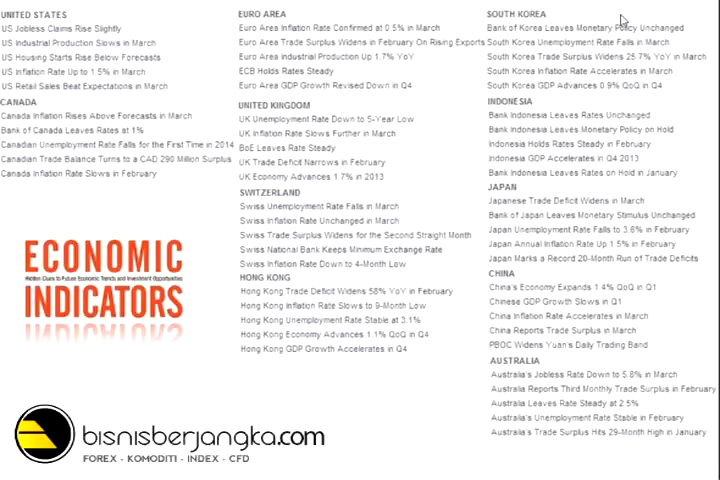 UNITED STATES
US Jobless Claims Rise Slightly
US Industrial Production Slows in March
US Housing Starts Rise Below Forecasts
US Inflation Rate Up to 1.5% in March
US Retail Sales Beat Expectations in March
CANADA
Canada Inflation Rises Above Forecasts in March
Bank of Canada Leaves Rates at 1%
Canadian Unemployment Rate Falls for the First Time in 2014
Canadian Trade Balance Turns to a CAD 290 Million Surplus
Canada Inflation Rate Slows in February
ECONOMIC
Hidden Clues to Future Economic Trends and Investment Opportunities
INDICATORS
bisnisberjangka.com
FOREX - KOMODITI - INDEX - CFD
EURO AREA
Euro Area Inflation Rate Confirmed at 0.5% in March
Euro Area Trade Surplus Widens in February On Rising Exports
Euro Area Industrial Production Up 1.7% YoY
ECB Holds Rates Steady
Euro Area GDP Growth Revised Down in Q4
UNITED KINGDOM
UK Unemployment Rate Down to 5-Year Low
UK Inflation Rate Slows Further in March
BoE Leaves Rate Steady
UK Trade Deficit Narrows in February
UK Economy Advances 1.7% in 2013
SWITZERLAND
Swiss Unemployment Rate Falls in March
Swiss Inflation Rate Unchanged in March
Swiss Trade Surplus Widens for the Second Straight Month
Swiss National Bank Keeps Minimum Exchange Rate
Swiss Inflation Rate Down to 4-Month Low
HONG KONG
Hong Kong Trade Deficit Widens 58% YoY in February
Hong Kong Inflation Rate Slows to 9-Month Low
Hong Kong Unemployment Rate Stable at 3.1%
Hong Kong Economy Advances 1.1% QoQ in Q4
Hong Kong GDP Growth Accelerates in Q4
SOUTH KOREA
Bank of Korea Leaves Monetary Policy Unchanged
South Korea Unemployment Rate Falls in March
South Korea Trade Surplus Widens 25.7% YoY in March
South Korea Inflation Rate Accelerates in March
South Korea GDP Advances 0.9% QoQ in Q4
INDONESIA
Bank Indonesia Leaves Rates Unchanged
Bank Indonesia Leaves Monetary Policy on Hold
Indonesia Holds Rates Steady in February
Indonesia GDP Accelerates in Q4 2013
Bank Indonesia Leaves Rates on Hold in January
JAPAN
Japanese Trade Deficit Widens in March
Bank of Japan Leaves Monetary Stimulus Unchanged
Japan Unemployment Rate Falls to 3.6% in February
Japan Annual Inflation Rate Up 1.5% in February
Japan Marks a Record 20-Month Run of Trade Deficits
CHINA
China's Economy Expands 1.4% QoQ in Q1
Chinese GDP Growth Slows in Q1
China Inflation Rate Accelerates in March
China Reports Trade Surplus in March
PBOC Widens Yuan's Daily Trading Band
AUSTRALIA
Australia's Jobless Rate Down to 5.8% in March
Australia Reports Third Monthly Trade Surplus in February
Australia Leaves Rate Steady at 2.5%
Australia's Unemployment Rate Stable in February
Australia's Trade Surplus Hits 29-Month High in January